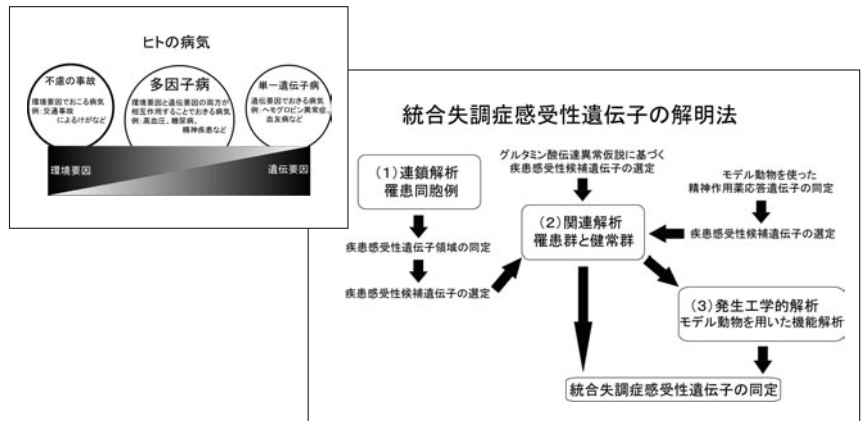 ヒトの病気
不慮の事故
環境要因でおこる病気
例:交通事故
によるけがなど
多因子病
環境要因と遺伝要因の両方が
相互作用することでおきる病気
例:高血圧、糖尿病、
精神疾患など
単一遺伝子病
遺伝要因でおきる病気
例:ヘモグロビン異常症、
血友病など
環境要因
遺伝要因
統合失調症感受性遺伝子の解明法
(1)連鎖解析
罹患同胞例
疾患感受性遺伝子領域の同定
疾患感受性候補遺伝子の選定
グルタミン酸伝達異常仮説に基づく
疾患感受性候補遺伝子の選定
(2)関連解析
罹患群と健常群
モデル動物を使った
精神作用薬応答遺伝子の同定
疾患感受性候補遺伝子の選定
(3)発生工学的解析
モデル動物を用いた機能解析
統合失調症感受性遺伝子の同定